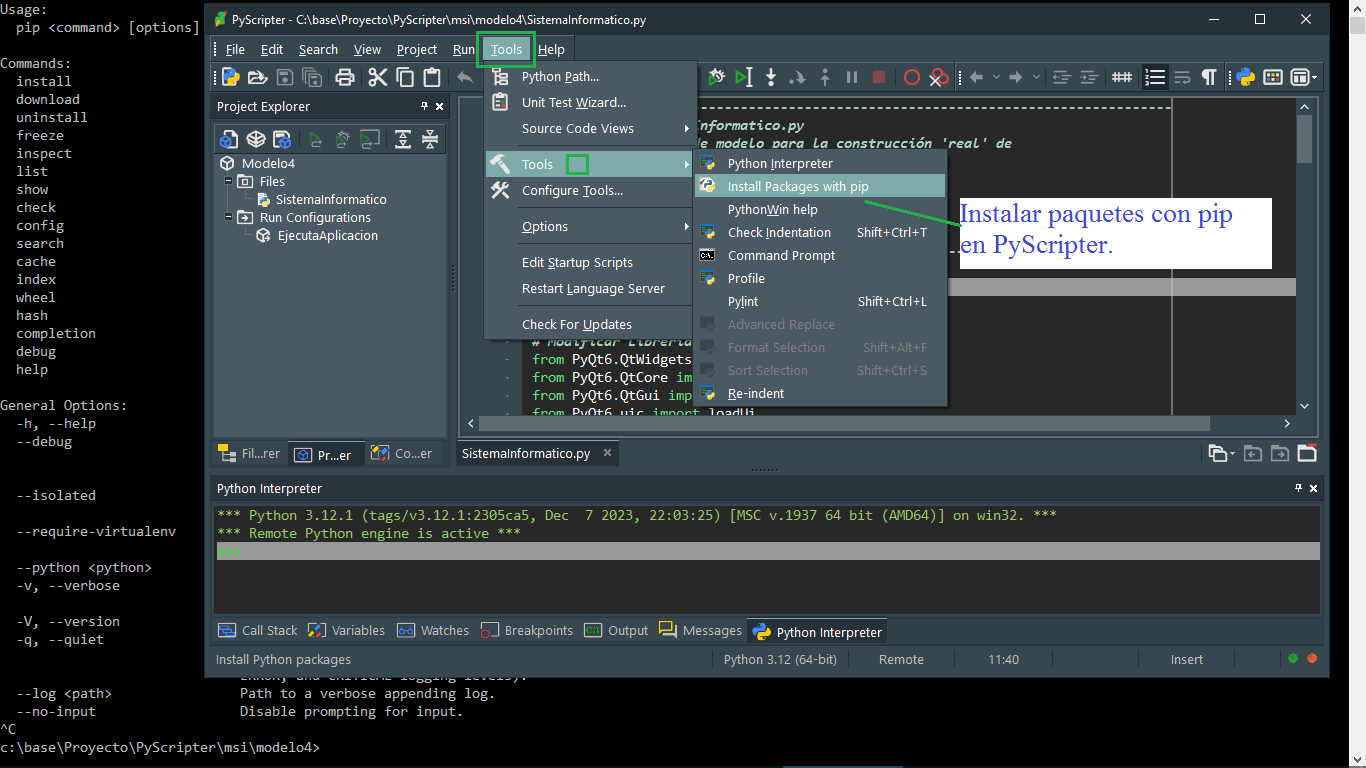 Usage:
pip <command> [options]
Commands:
install
download
uninstall
freeze
inspect
list
show
check
config
search
cache
index
wheel
hash
completion
debug
help
General Options:
-h, --help
--debug
--isolated
--require-virtualenv
--python <python>
-v, --verbose
-V, --version
-q, --quiet
--log <path> Path to a verbose appending log.
--no-input Disable prompting for input.
^C
c:\base\Proyecto\PyScripter\msi\modelo4>
PyScripter - C:\base\Proyecto\PyScripter\msi\modelo4\SistemaInformatico.py
File Edit Search View Project Run Tools Help
Python Path...
Unit Test Wizard...
Source Code Views
Tools
Configure Tools...
Options
Edit Startup Scripts
Restart Language Server
Check For Updates
Python Interpreter
Install Packages with pip
PythonWin help
Check Indentation Shift+Ctrl+T
Command Prompt
Profile
Pylint Shift+Ctrl+L
Advanced Replace
Format Selection Shift+Alt+F
Sort Selection Shift+Ctrl+S
Re-indent
Instalar paquetes con pip
en PyScripter.
Project Explorer
Modelo4
Files
SistemaInformatico
Run Configurations
EjecutaAplicacion
Fil...rer Pr...er Co...er
nformatico.py
modelo para la construcción 'real' de
from PyQt6.QtWidgets
from PyQt6.QtCore im
from PyQt6.QtGui imp
from PyQt6.uic import loadUi
SistemaInformatico.py
Python Interpreter
*** Python 3.12.1 (tags/v3.12.1:2305ca5, Dec 7 2023, 22:03:25) [MSC v.1937 64 bit (AMD64)] on win32. ***
*** Remote Python engine is active ***
>>>
Call Stack Variables Watches Breakpoints Output Messages Python Interpreter
Install Python packages Python 3.12 (64-bit) Remote 11:40 Insert